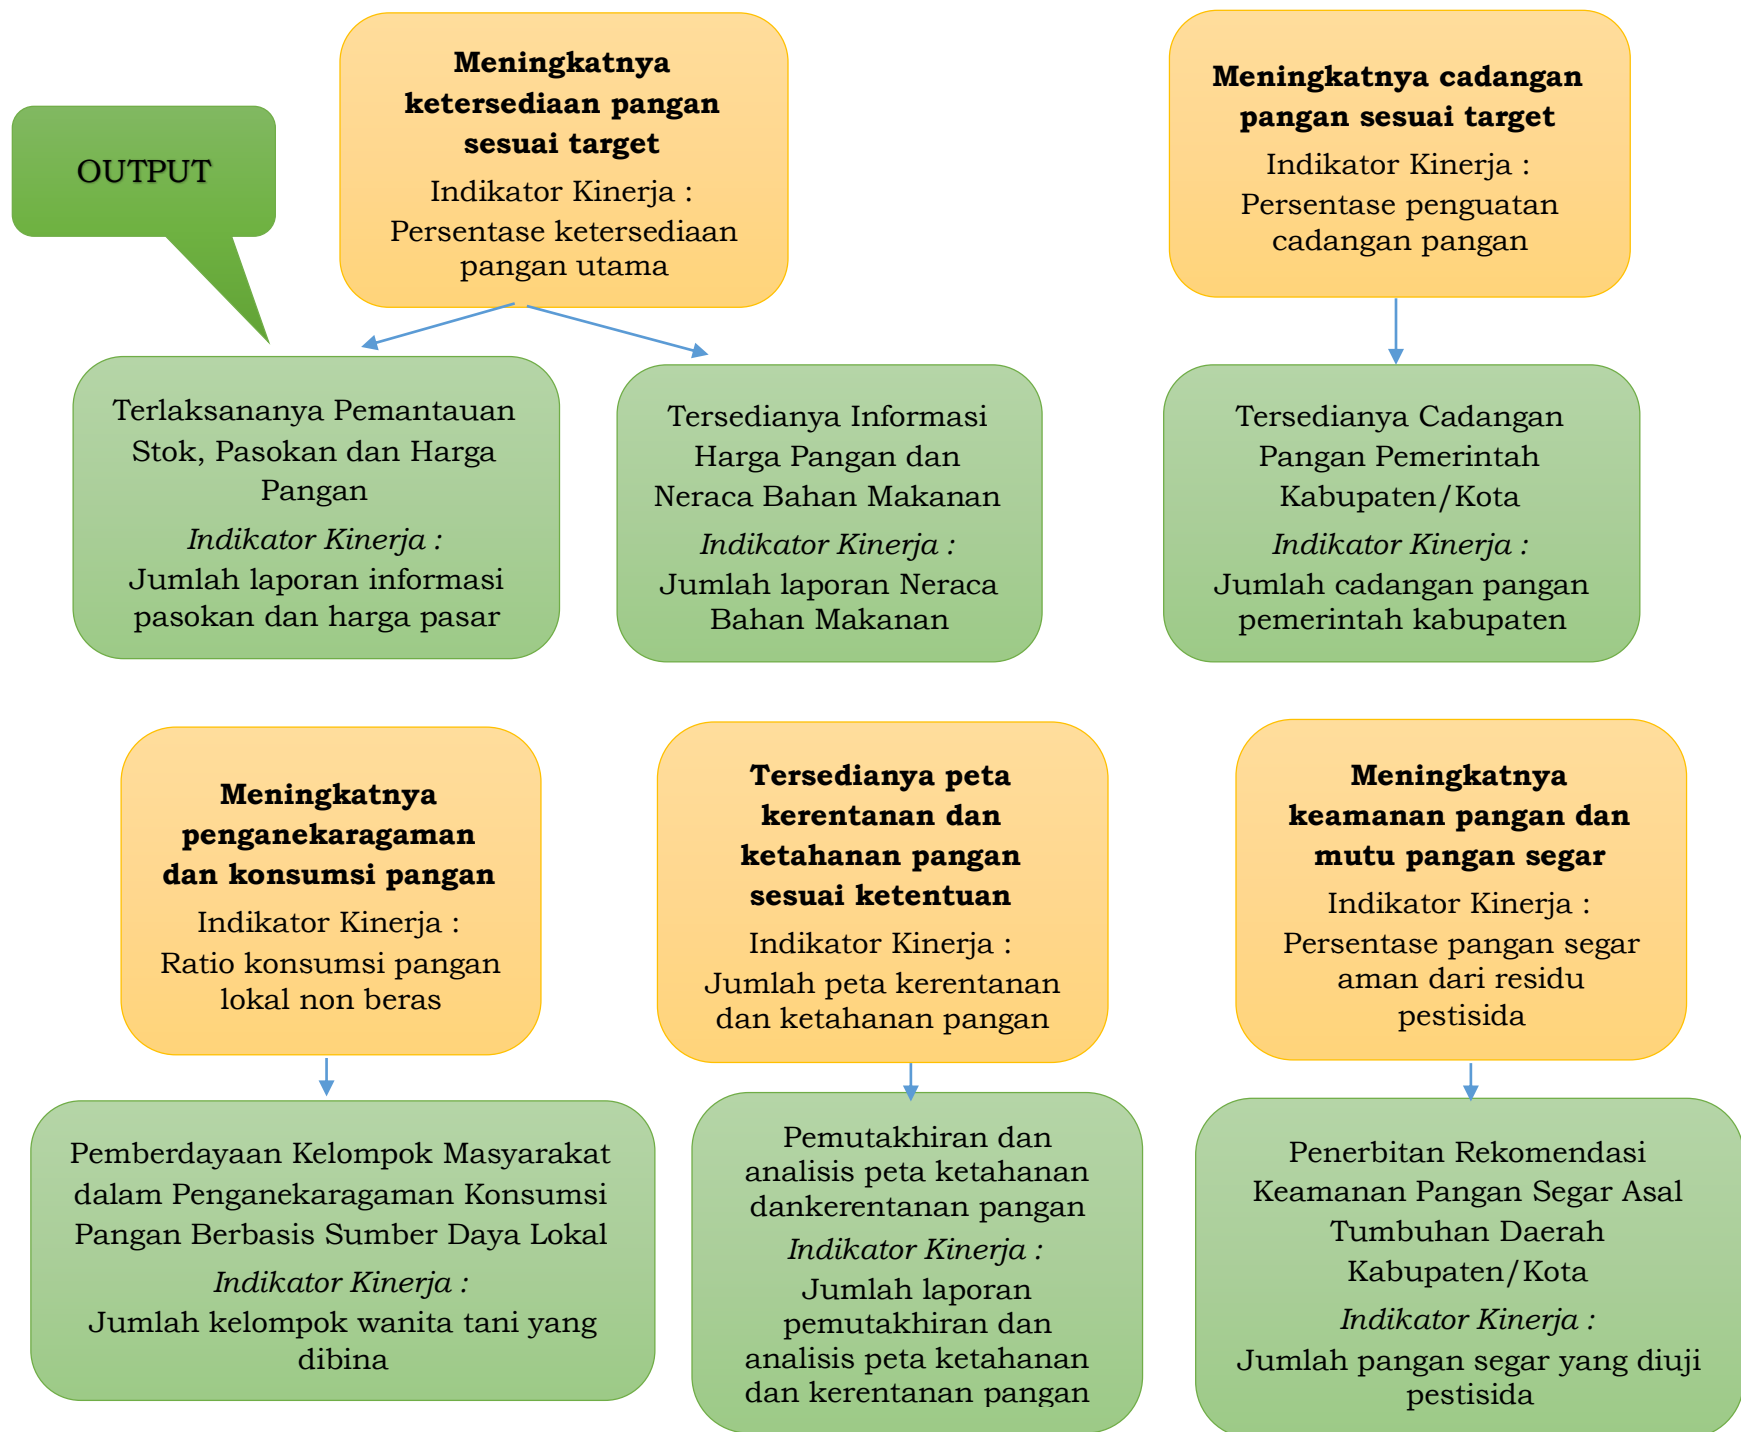 OUTPUT
Meningkatnya
ketersediaan pangan
sesuai target
Indikator Kinerja :
Persentase ketersediaan
pangan utama
Meningkatnya cadangan
pangan sesuai target
Indikator Kinerja :
Persentase penguatan
cadangan pangan
Terlaksananya Pemantauan
Stok, Pasokan dan Harga
Pangan
Indikator Kinerja :
Jumlah laporan informasi
pasokan dan harga pasar
Tersedianya Informasi
Harga Pangan dan
Neraca Bahan Makanan
Indikator Kinerja :
Jumlah laporan Neraca
Bahan Makanan
Tersedianya Cadangan
Pangan Pemerintah
Kabupaten/Kota
Indikator Kinerja :
Jumlah cadangan pangan
pemerintah kabupaten
Meningkatnya
penganekaragaman
dan konsumsi pangan
Indikator Kinerja :
Ratio konsumsi pangan
lokal non beras
Tersedianya peta
kerentanan dan
ketahanan pangan
sesuai ketentuan
Indikator Kinerja :
Jumlah peta kerentanan
dan ketahanan pangan
Meningkatnya
keamanan pangan dan
mutu pangan segar
Indikator Kinerja :
Persentase pangan segar
aman dari residu
pestisida
Pemberdayaan Kelompok Masyarakat
dalam Penganekaragaman Konsumsi
Pangan Berbasis Sumber Daya Lokal
Indikator Kinerja :
Jumlah kelompok wanita tani yang
dibina
Pemutakhiran dan
analisis peta ketahanan
dankerentanan pangan
Indikator Kinerja :
Jumlah laporan
pemutakhiran dan
analisis peta ketahanan
dan kerentanan pangan
Penerbitan Rekomendasi
Keamanan Pangan Segar Asal
Tumbuhan Daerah
Kabupaten/Kota
Indikator Kinerja :
Jumlah pangan segar yang diuji
pestisida